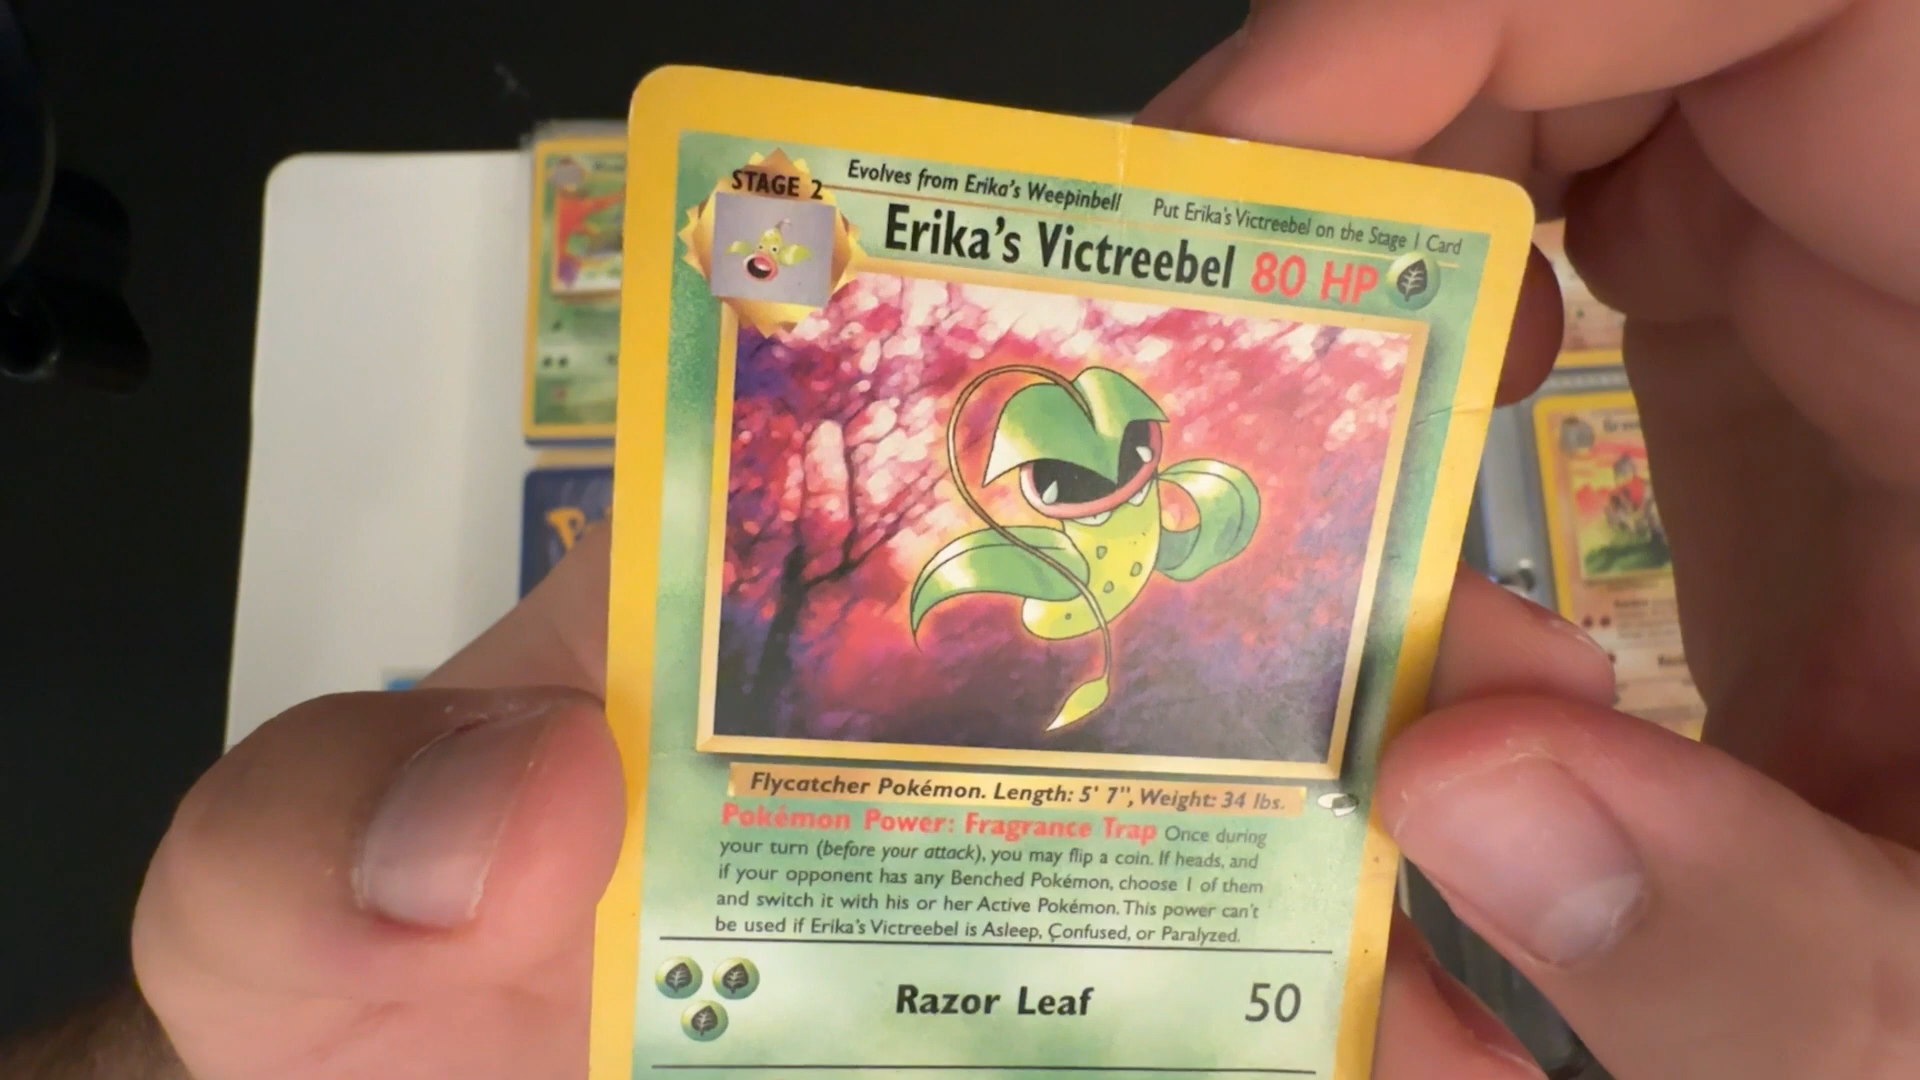 STAGE 2
Evolves from Erika's Weepinbell
Put Erika's Victreebel on the Stage 1 Card
Erika's Victreebel 80 HP
Flycatcher Pokémon. Length: 5' 7", Weight: 34 lbs.
Pokémon Power: Fragrance Trap Once during
your turn (before your attack), you may flip a coin. If heads, and
if your opponent has any Benched Pokémon, choose 1 of them
and switch it with his or her Active Pokémon. This power can't
be used if Erika's Victreebel is Asleep, Confused, or Paralyzed.
Razor Leaf 50